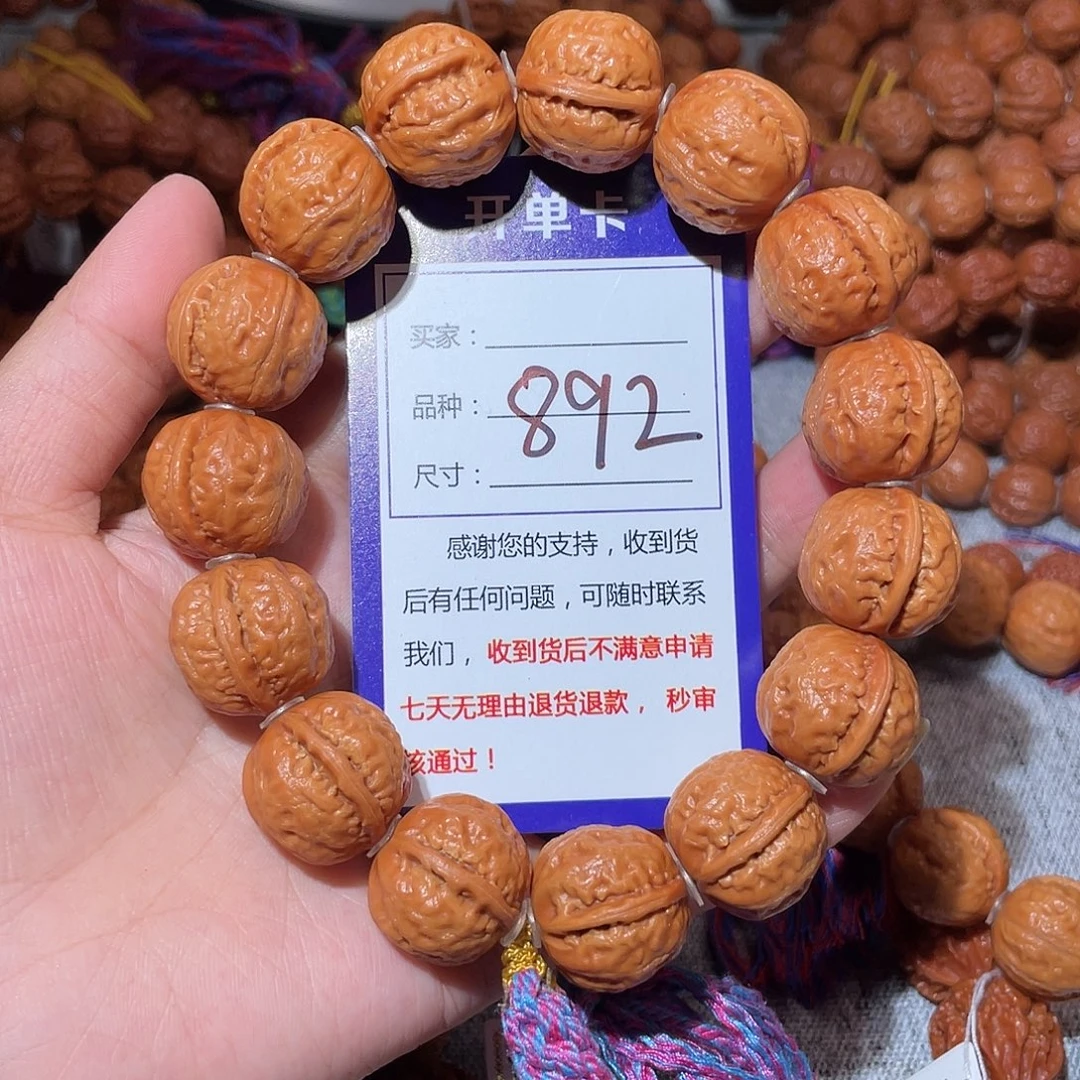 开单卡
买家：
品种：892
尺寸：
感谢您的支持，收到货
后有任何问题，可随时联系
我们，收到货后不满意申请
七天无理由退货退款， 秒审
核通过！